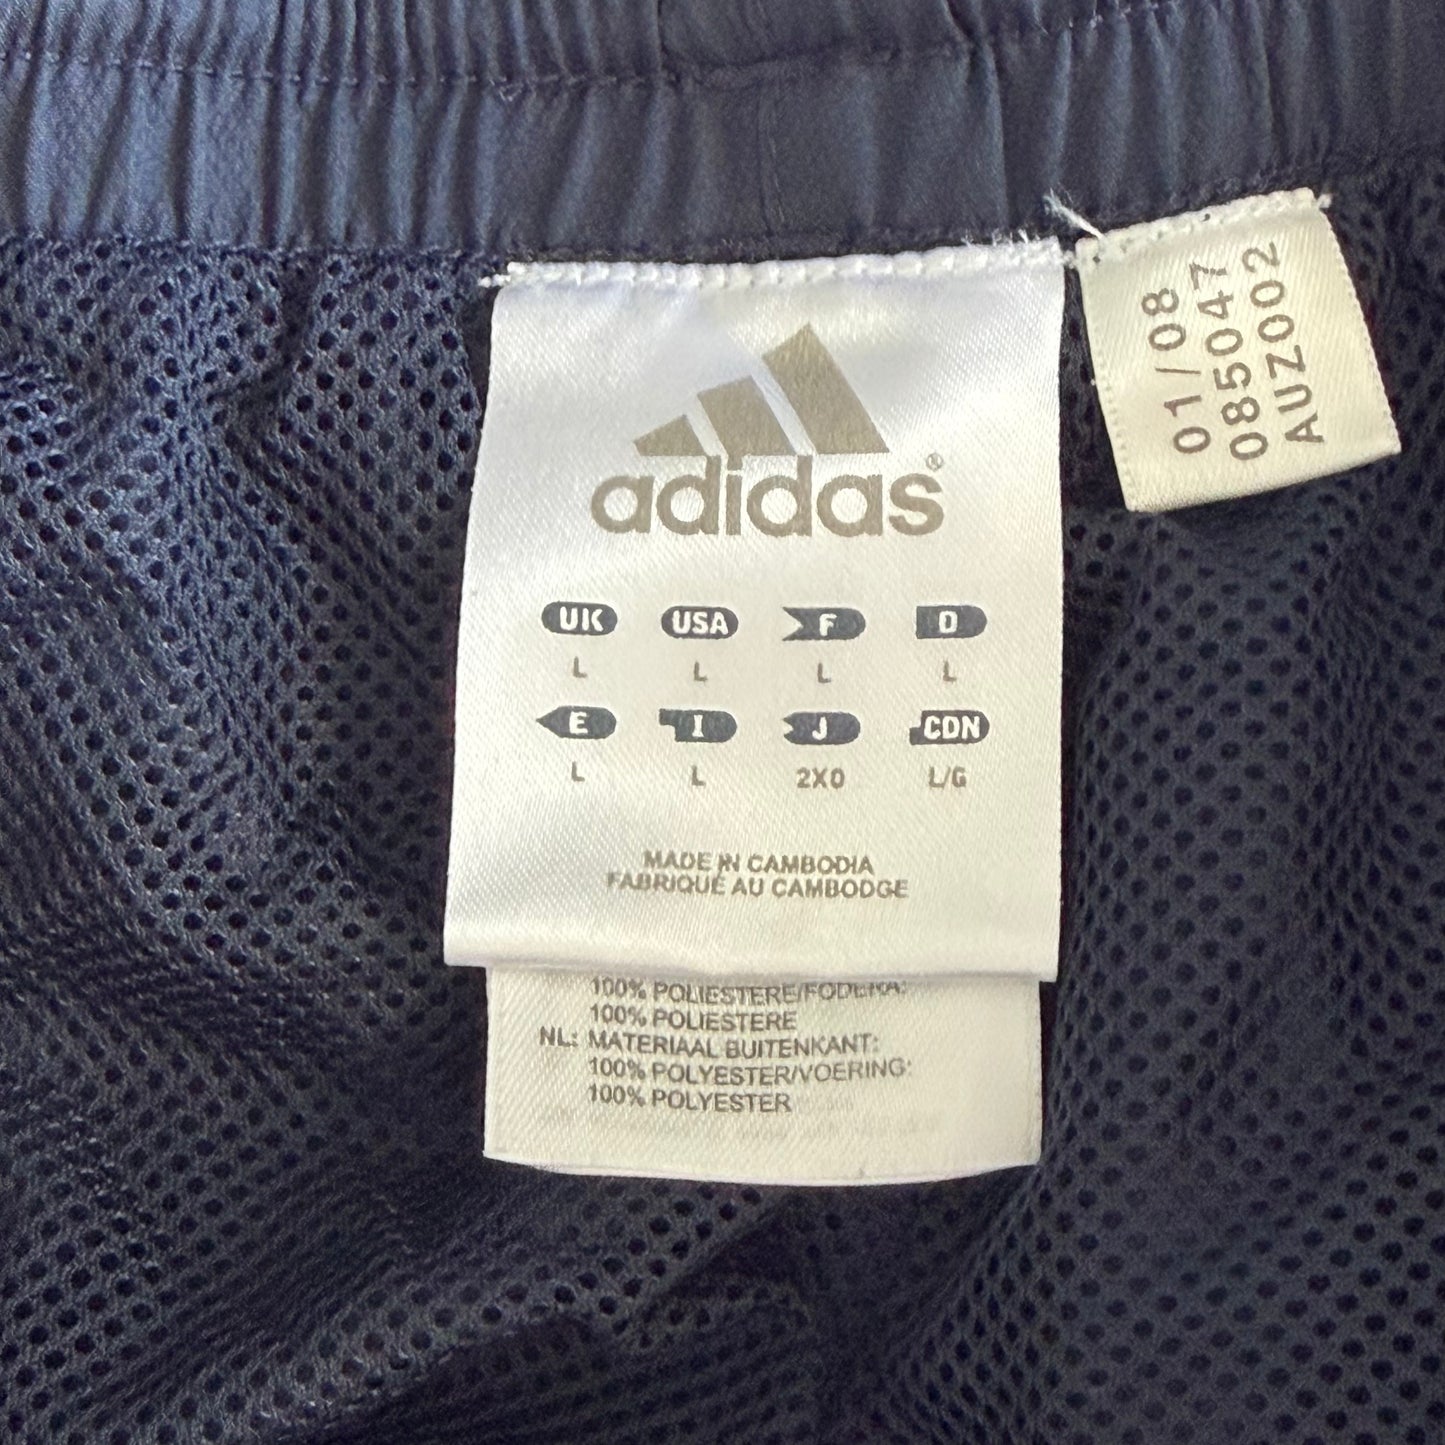 adidas®
UK USA F D
L L L L
E I J CDN
L L 2XO L/G
MADE IN CAMBODIA
FABRIQUÉ AU CAMBODGE
100% POLIESTERE/FODERA:
100% POLIESTERE
NL: MATERIAAL BUITENKANT:
100% POLYESTER/VOERING:
100% POLYESTER
01/08
085047
AUZ002